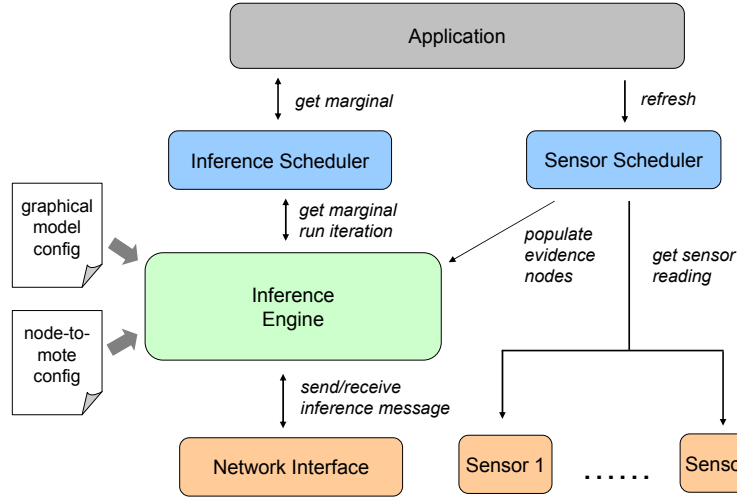 Application
get marginal
refresh
Inference Scheduler
Sensor Scheduler
graphical
model
config
get marginal
run iteration
populate
evidence
nodes
get sensor
reading
Inference
Engine
node-to-
mote
config
send/receive
inference message
Network Interface
Sensor 1
......
Senso